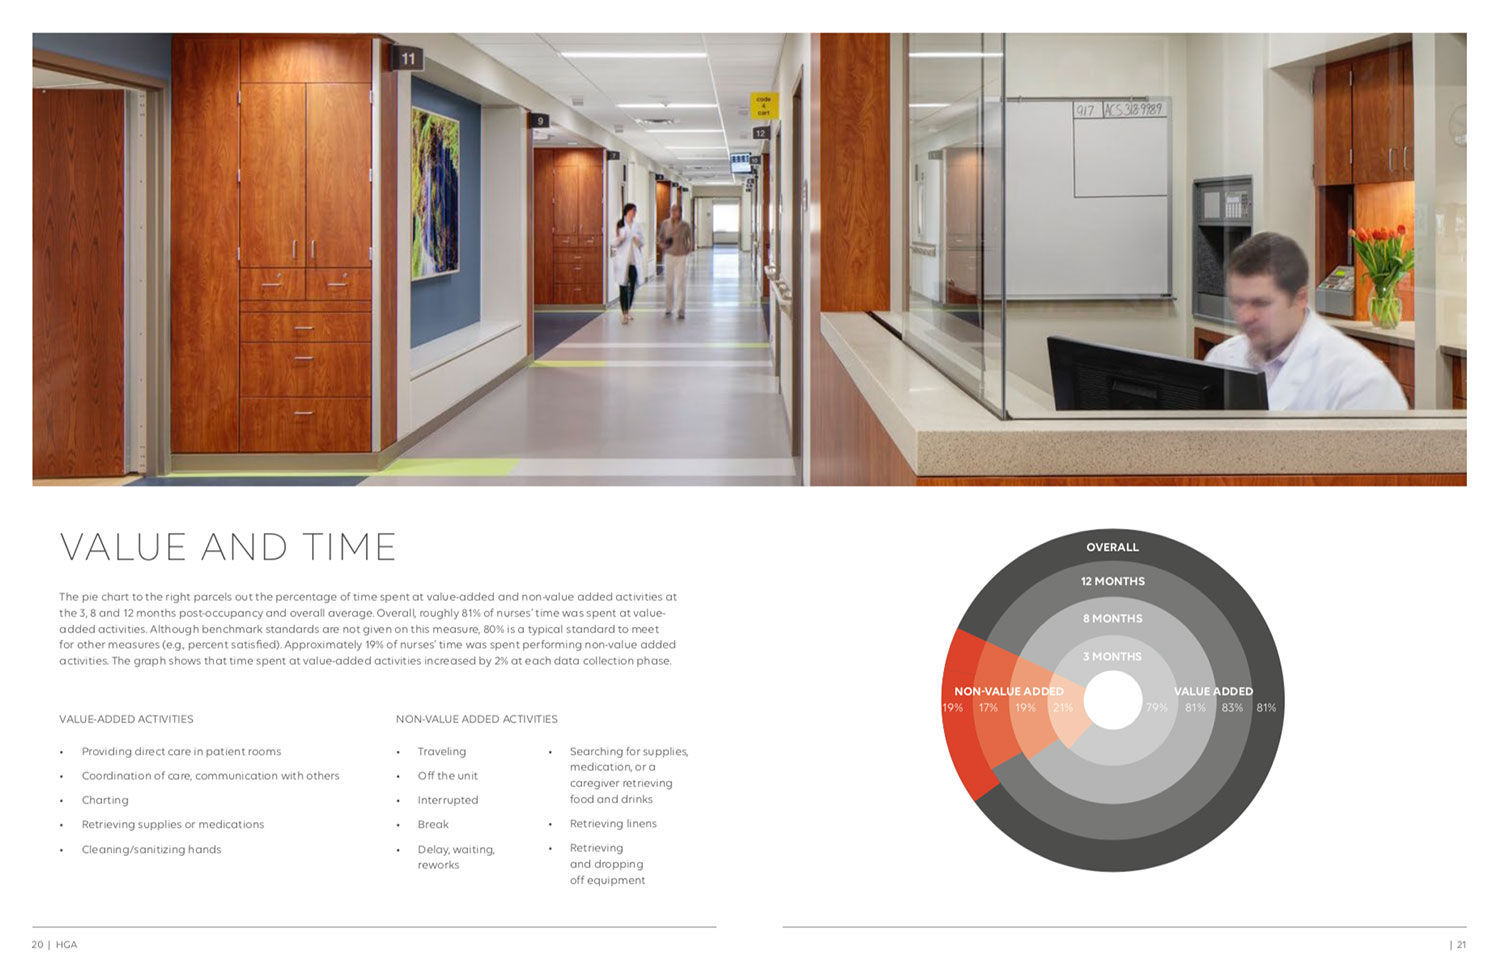 11
9
7
code
4
cart
12
917 ACS 318-9989
VALUE AND TIME
The pie chart to the right parcels out the percentage of time spent at value-added and non-value added activities at
the 3, 8 and 12 months post-occupancy and overall average. Overall, roughly 81% of nurses' time was spent at value-
added activities. Although benchmark standards are not given on this measure, 80% is a typical standard to meet
for other measures (e.g., percent satisfied). Approximately 19% of nurses' time was spent performing non-value added
activities. The graph shows that time spent at value-added activities increased by 2% at each data collection phase.
VALUE-ADDED ACTIVITIES
• Providing direct care in patient rooms
• Coordination of care, communication with others
• Charting
• Retrieving supplies or medications
• Cleaning/sanitizing hands
NON-VALUE ADDED ACTIVITIES
• Traveling
• Off the unit
• Interrupted
• Break
• Delay, waiting,
reworks
• Searching for supplies,
medication, or a
caregiver retrieving
food and drinks
• Retrieving linens
• Retrieving
and dropping
off equipment
OVERALL
12 MONTHS
8 MONTHS
3 MONTHS
NON-VALUE ADDED
19% 17% 19% 21%
VALUE ADDED
79% 81% 83% 81%
20 | HGA
| 21